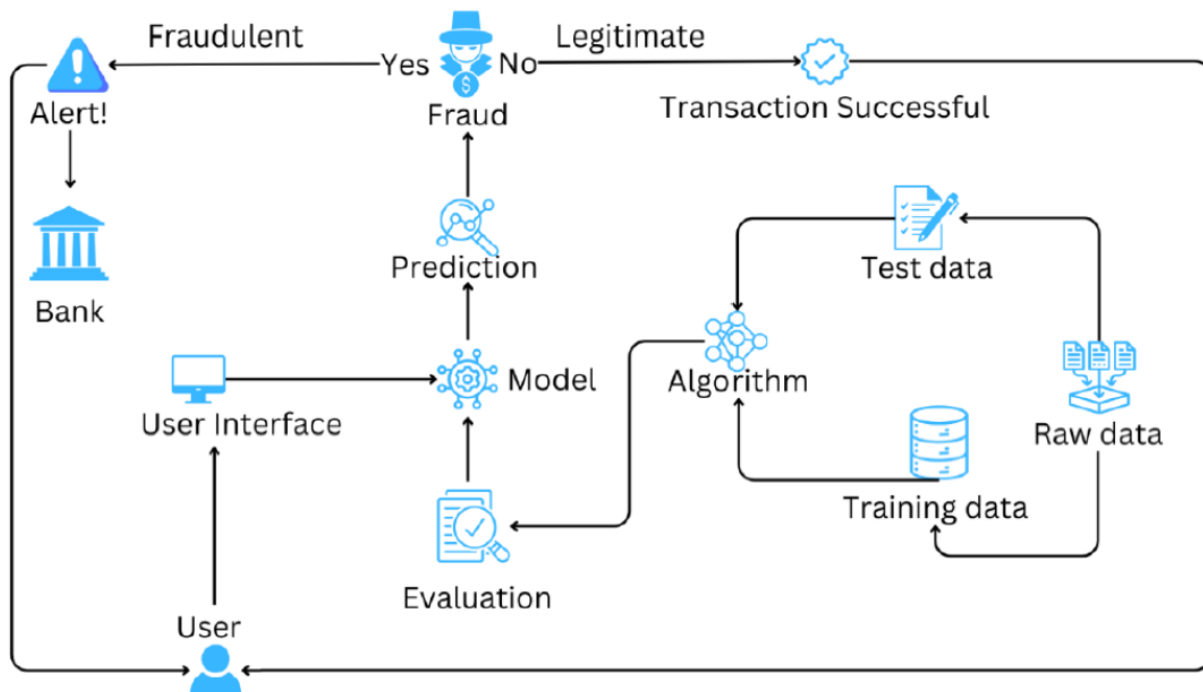 Fraudulent
Legitimate
Yes
No
Alert!
Fraud
$
Transaction Successful
Bank
Prediction
Test data
User Interface
Model
Algorithm
Raw data
Training data
Evaluation
User